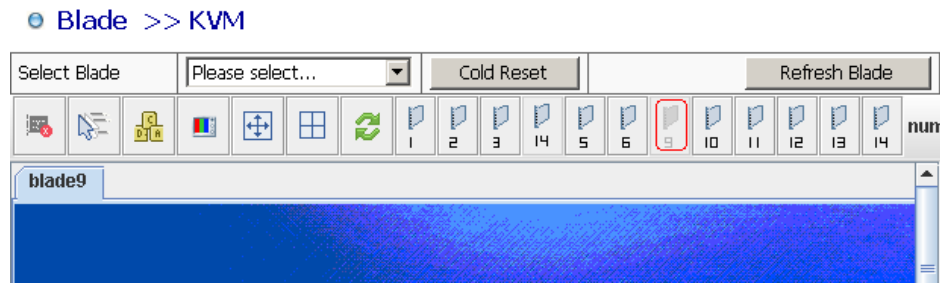 Blade >> KVM
Select Blade Please select... Cold Reset Refresh Blade
1 2 3 14 5 6 9 10 11 12 13 14 num
blade9